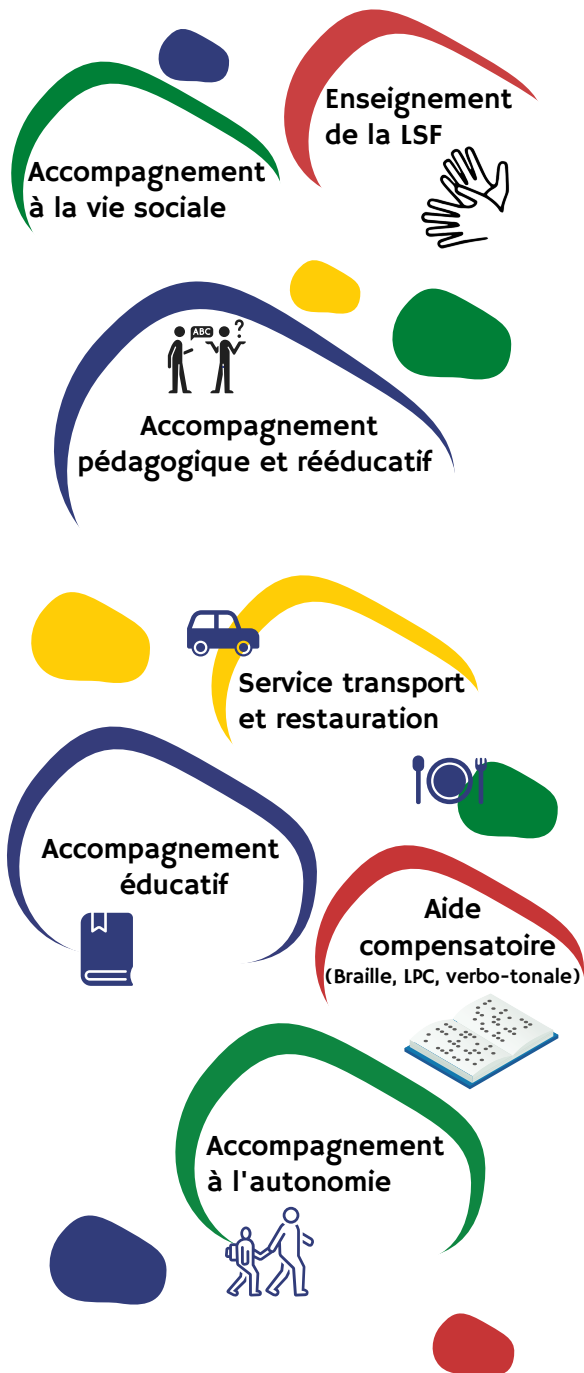 Enseignement
de la LSF
Accompagnement
à la vie sociale
ABC
?
Accompagnement
pédagogique et rééducatif
Service transport
et restauration
Accompagnement
éducatif
Aide
compensatoire
(Braille, LPC, verbo-tonale)
Accompagnement
à l'autonomie